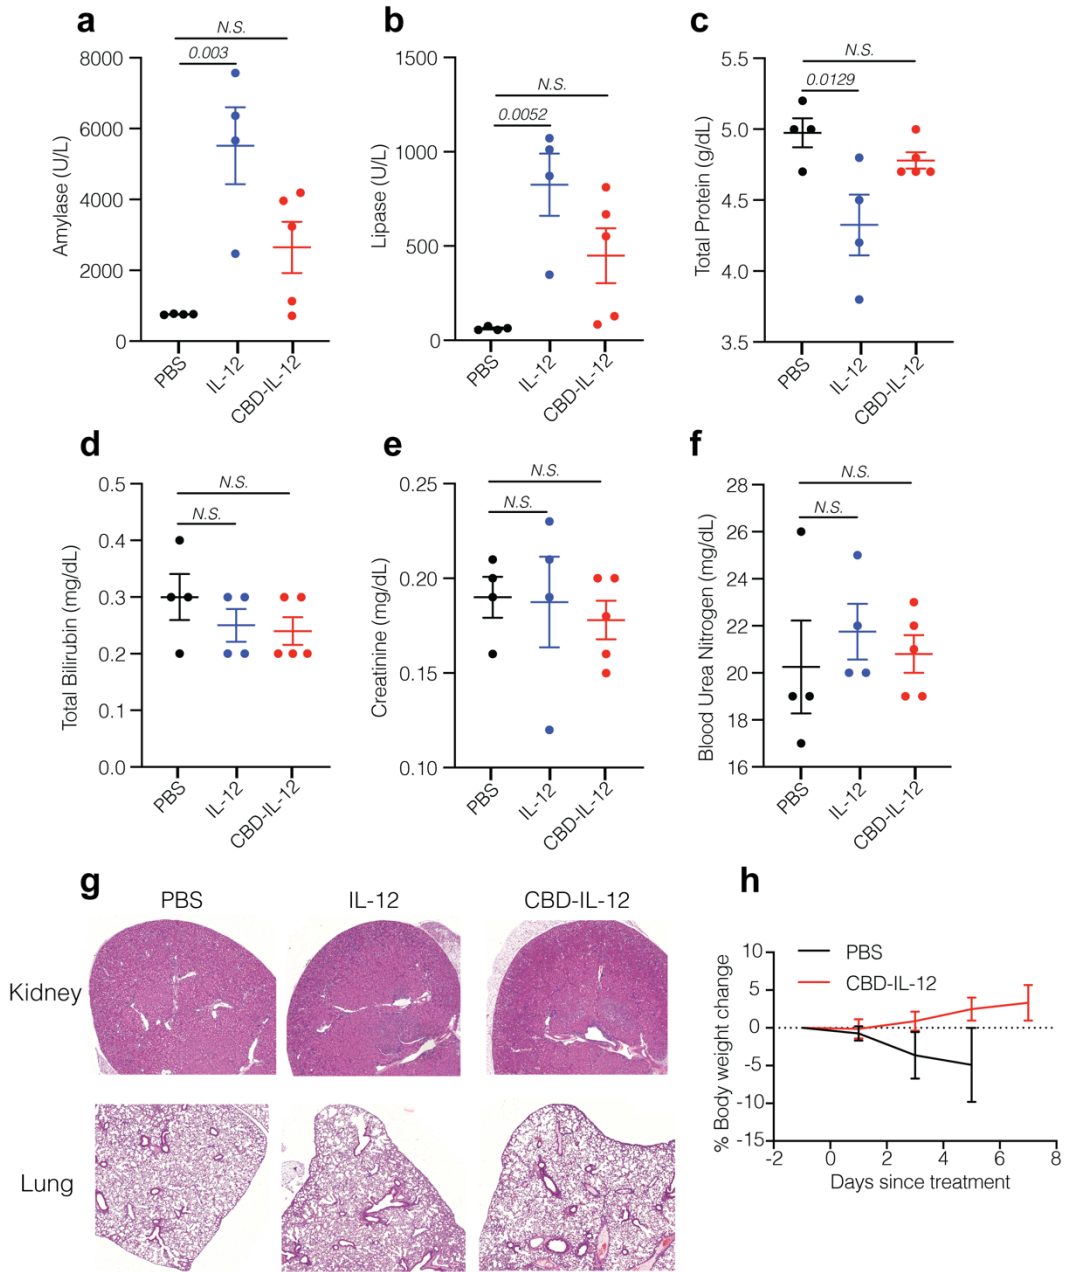 a
N.S.
0.003
Amylase (U/L)
8000
6000
4000
2000
0
PBS
IL-12
CBD-IL-12
b
N.S.
0.0052
Lipase (U/L)
1500
1000
500
0
PBS
IL-12
CBD-IL-12
c
N.S.
0.0129
Total Protein (g/dL)
5.5
5.0
4.5
4.0
3.5
PBS
IL-12
CBD-IL-12
d
N.S.
N.S.
Total Bilirubin (mg/dL)
0.5
0.4
0.3
0.2
0.1
0.0
PBS
IL-12
CBD-IL-12
e
N.S.
N.S.
Creatinine (mg/dL)
0.25
0.20
0.15
0.10
PBS
IL-12
CBD-IL-12
f
N.S.
N.S.
Blood Urea Nitrogen (mg/dL)
28
26
24
22
20
18
16
PBS
IL-12
CBD-IL-12
g
PBS
IL-12
CBD-IL-12
Kidney
Lung
h
PBS
CBD-IL-12
% Body weight change
10
5
0
-5
-10
-15
-2
0
2
4
6
8
Days since treatment